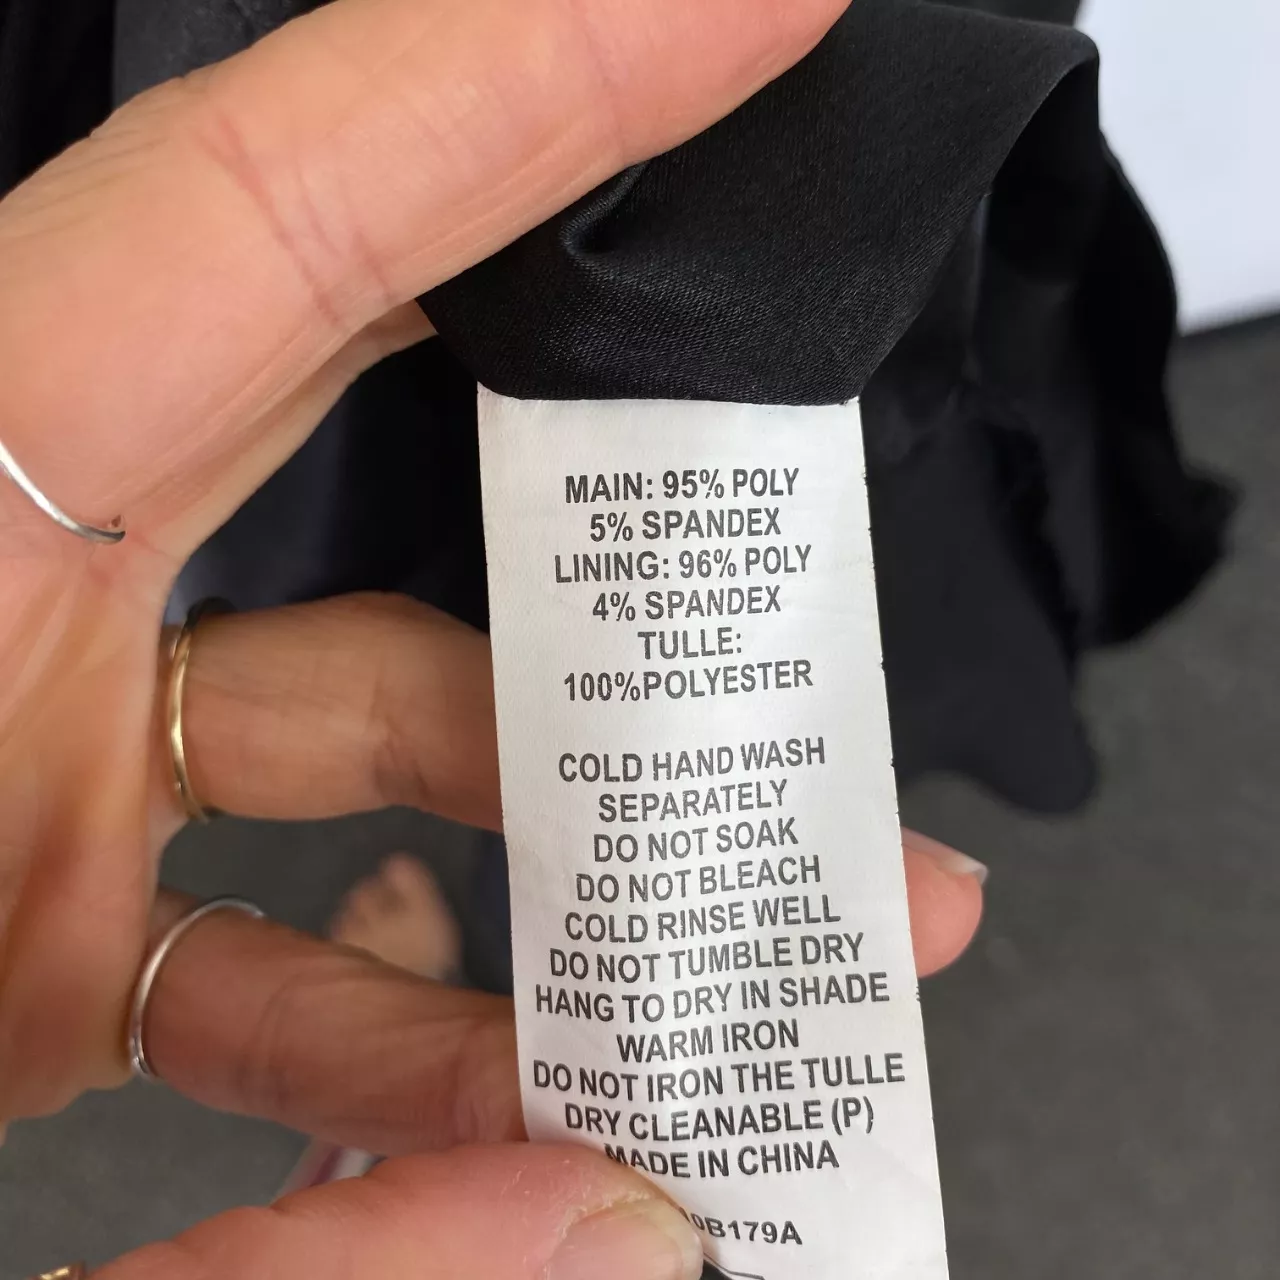 MAIN: 95% POLY
5% SPANDEX
LINING: 96% POLY
4% SPANDEX
TULLE:
100%POLYESTER
COLD HAND WASH
SEPARATELY
DO NOT SOAK
DO NOT BLEACH
COLD RINSE WELL
DO NOT TUMBLE DRY
HANG TO DRY IN SHADE
WARM IRON
DO NOT IRON THE TULLE
DRY CLEANABLE (P)
MADE IN CHINA